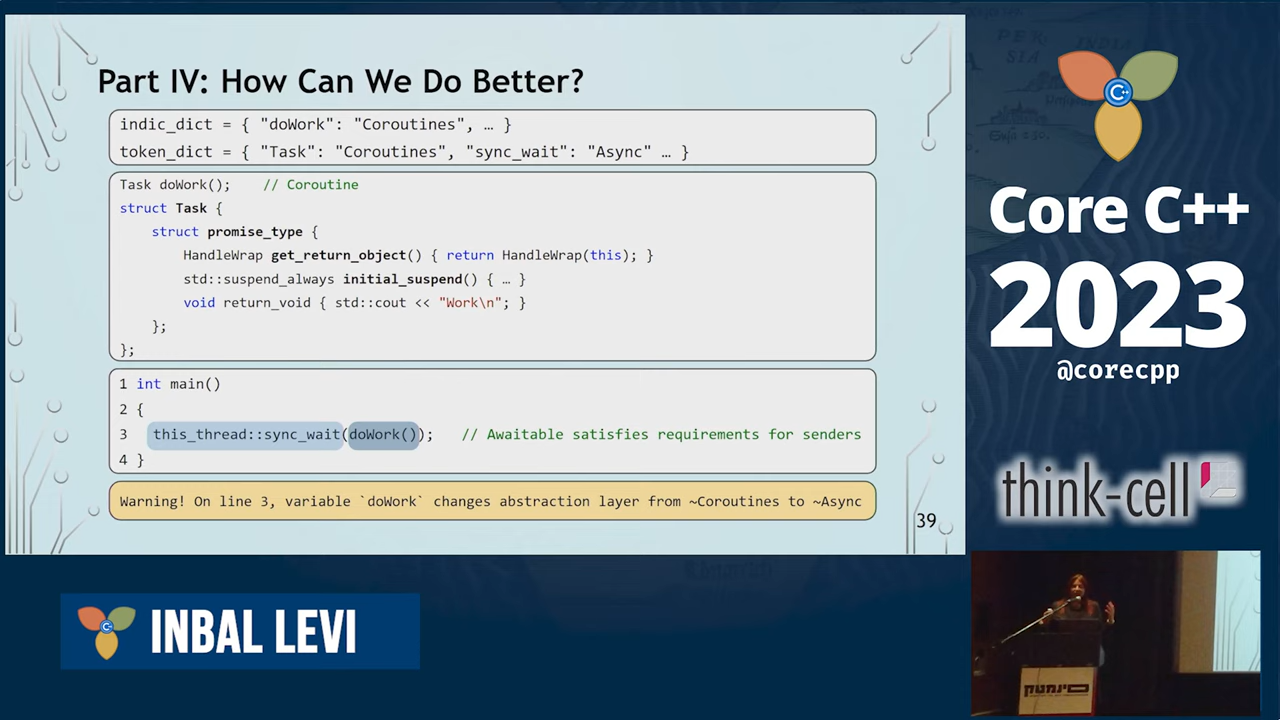 Part IV: How Can We Do Better?
indic_dict = { "doWork": "Coroutines", … }
token_dict = { "Task": "Coroutines", "sync_wait": "Async" … }
Task doWork();    // Coroutine
struct Task {
    struct promise_type {
        HandleWrap get_return_object() { return HandleWrap(this); }
        std::suspend_always initial_suspend() { … }
        void return_void { std::cout << "Work\n"; }
    };
};
1 int main()
2 {
3   this_thread::sync_wait(doWork());   // Awaitable satisfies requirements for senders
4 }
Warning! On line 3, variable `doWork` changes abstraction layer from ~Coroutines to ~Async
39
INBAL LEVI
C++
Core C++
2023
@corecpp
think-cell
סינמטק